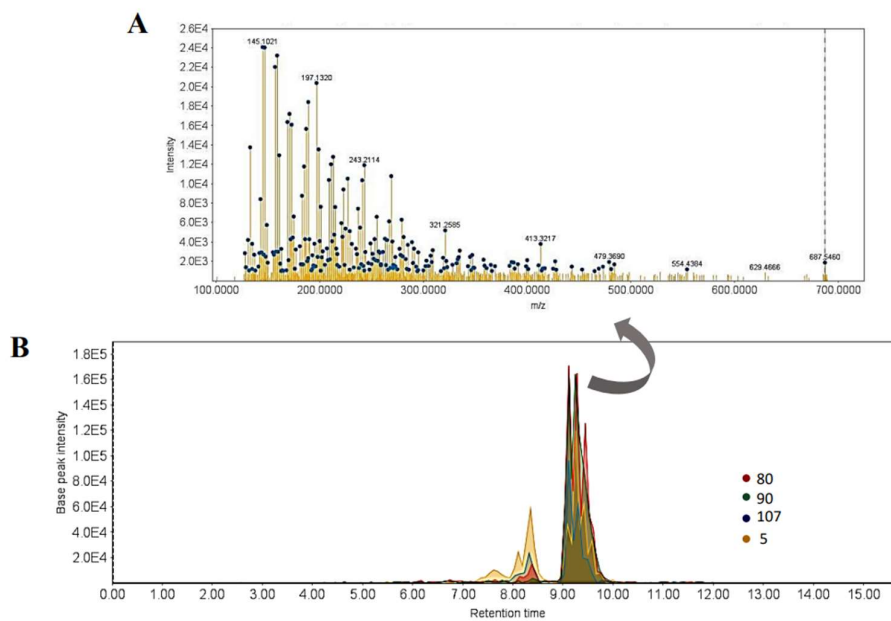 A
2.6E4
2.4E4
2.2E4
2.0E4
1.8E4
1.6E4
1.4E4
1.2E4
1.0E4
8.0E3
6.0E3
4.0E3
2.0E3
Intensity
145.1021
197.1320
243.2114
321.2585
413.3217
479.3690
554.4384
629.4666
687.5460
100.0000 200.0000 300.0000 400.0000 500.0000 600.0000 700.0000
m/z
B
1.8E5
1.6E5
1.4E5
1.2E5
1.0E5
8.0E4
6.0E4
4.0E4
2.0E4
Base peak intensity
80
90
107
5
0.00 1.00 2.00 3.00 4.00 5.00 6.00 7.00 8.00 9.00 10.00 11.00 12.00 13.00 14.00 15.00
Retention time